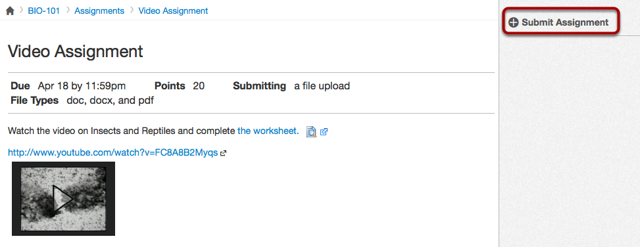 BIO-101 Assignments Video Assignment
Submit Assignment
Video Assignment
Due Apr 18 by 11:59pm Points 20 Submitting a file upload
File Types doc, docx, and pdf
Watch the video on Insects and Reptiles and complete the worksheet.
http://www.youtube.com/watch?v=FC8A8B2Myqs